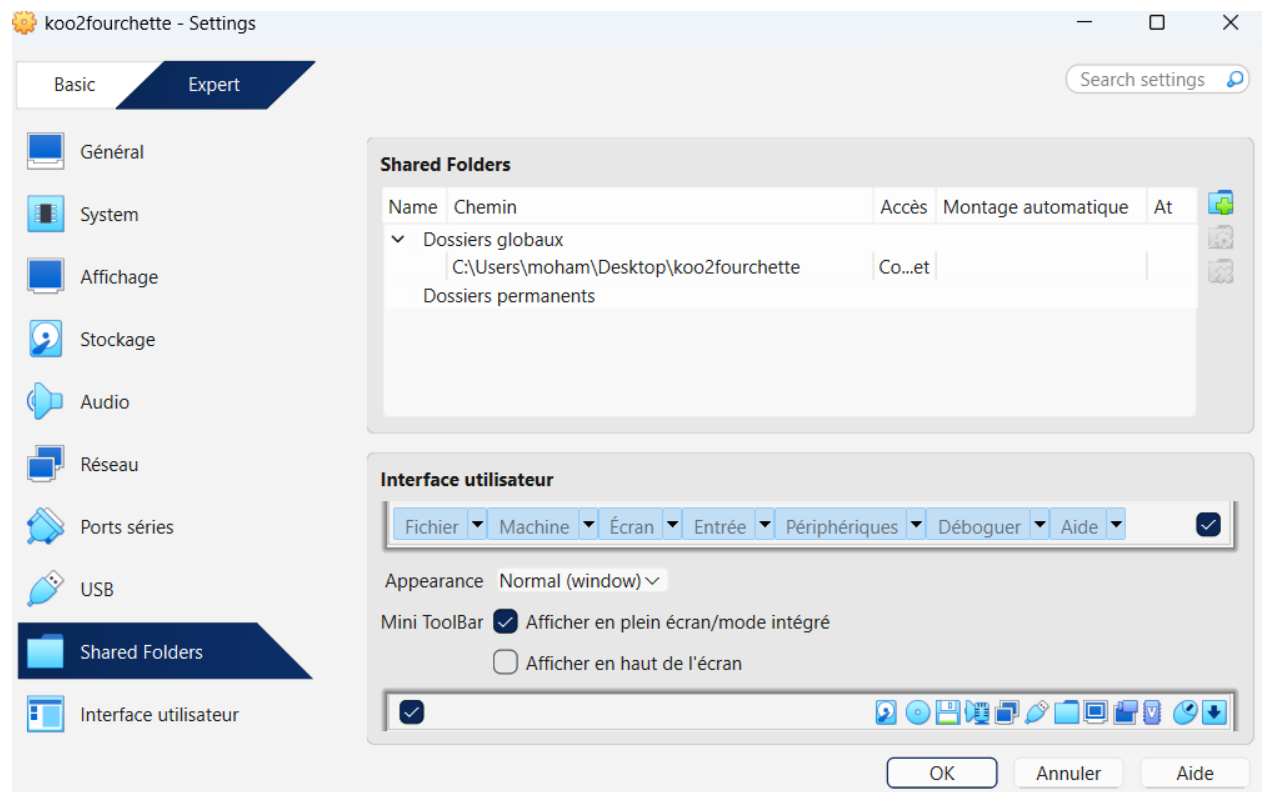 koo2fourchette - Settings
Basic
Expert
Search settings
Général
System
Affichage
Stockage
Audio
Réseau
Ports séries
USB
Shared Folders
Interface utilisateur
Shared Folders
Name Chemin Accès Montage automatique At
Dossiers globaux
C:\Users\moham\Desktop\koo2fourchette Co...et
Dossiers permanents
Interface utilisateur
Fichier Machine Écran Entrée Périphériques Déboguer Aide
Appearance Normal (window)
Mini ToolBar Afficher en plein écran/mode intégré
Afficher en haut de l'écran
V
OK Annuler Aide